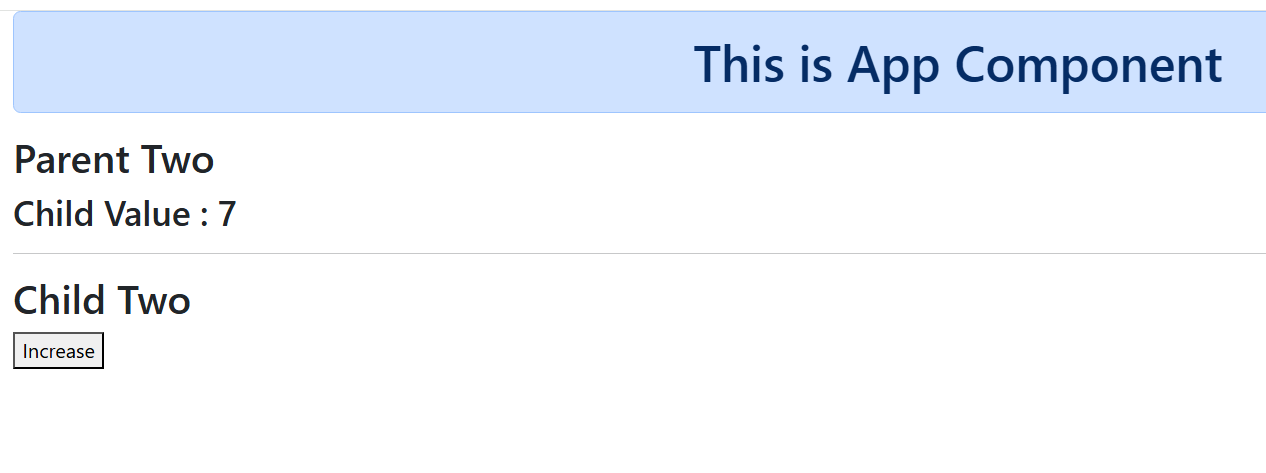 This is App Component
Parent Two
Child Value : 7
Child Two
Increase